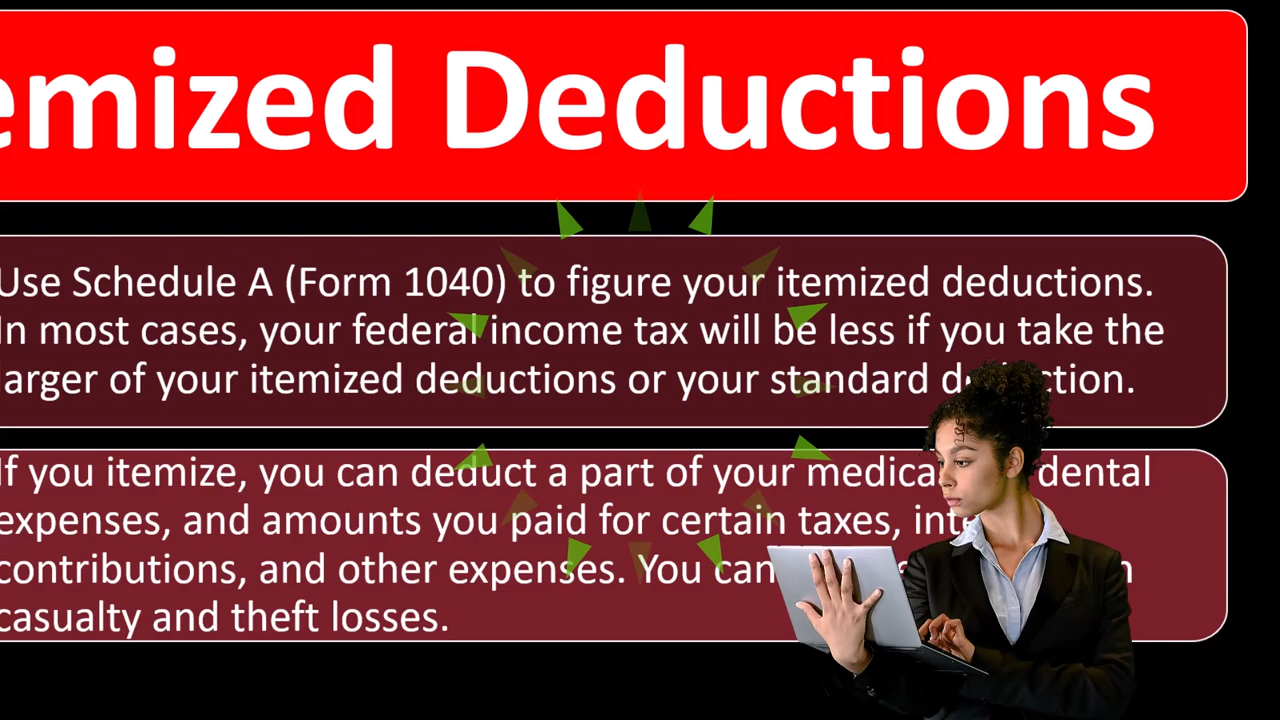 emized Deductions
Use Schedule A (Form 1040) to figure your itemized deductions.
In most cases, your federal income tax will be less if you take the
larger of your itemized deductions or your standard
If you itemize, you can deduct a part of your dental
expenses, and amounts you paid for certain taxes,
contributions, and other expenses. You can
casualty and theft losses.